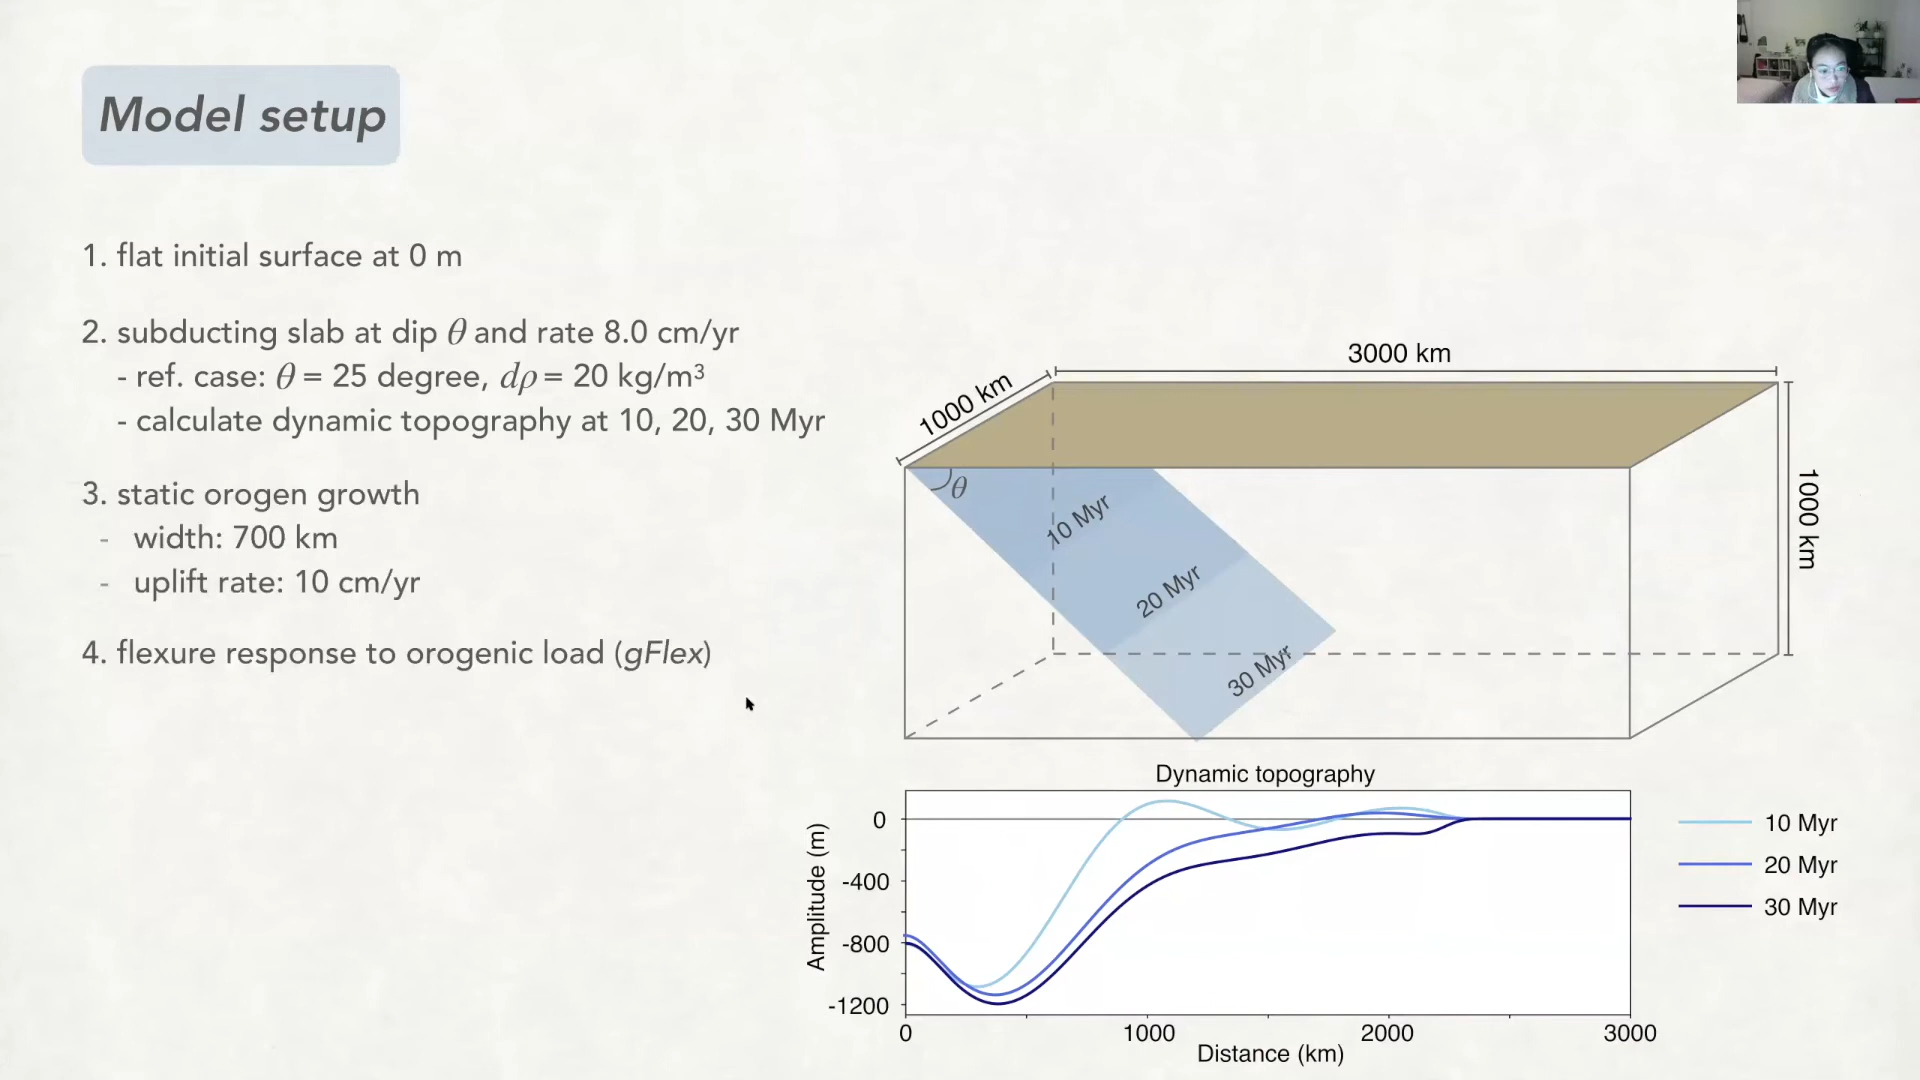 Model setup
1. flat initial surface at 0 m
2. subducting slab at dip θ and rate 8.0 cm/yr
- ref. case: θ = 25 degree, dρ = 20 kg/m³
- calculate dynamic topography at 10, 20, 30 Myr
3. static orogen growth
- width: 700 km
- uplift rate: 10 cm/yr
4. flexure response to orogenic load (gFlex)
3000 km
1000 km
1000 km
θ
10 Myr
20 Myr
30 Myr
Dynamic topography
Amplitude (m)
0
-400
-800
-1200
0 1000 2000 3000
Distance (km)
10 Myr
20 Myr
30 Myr